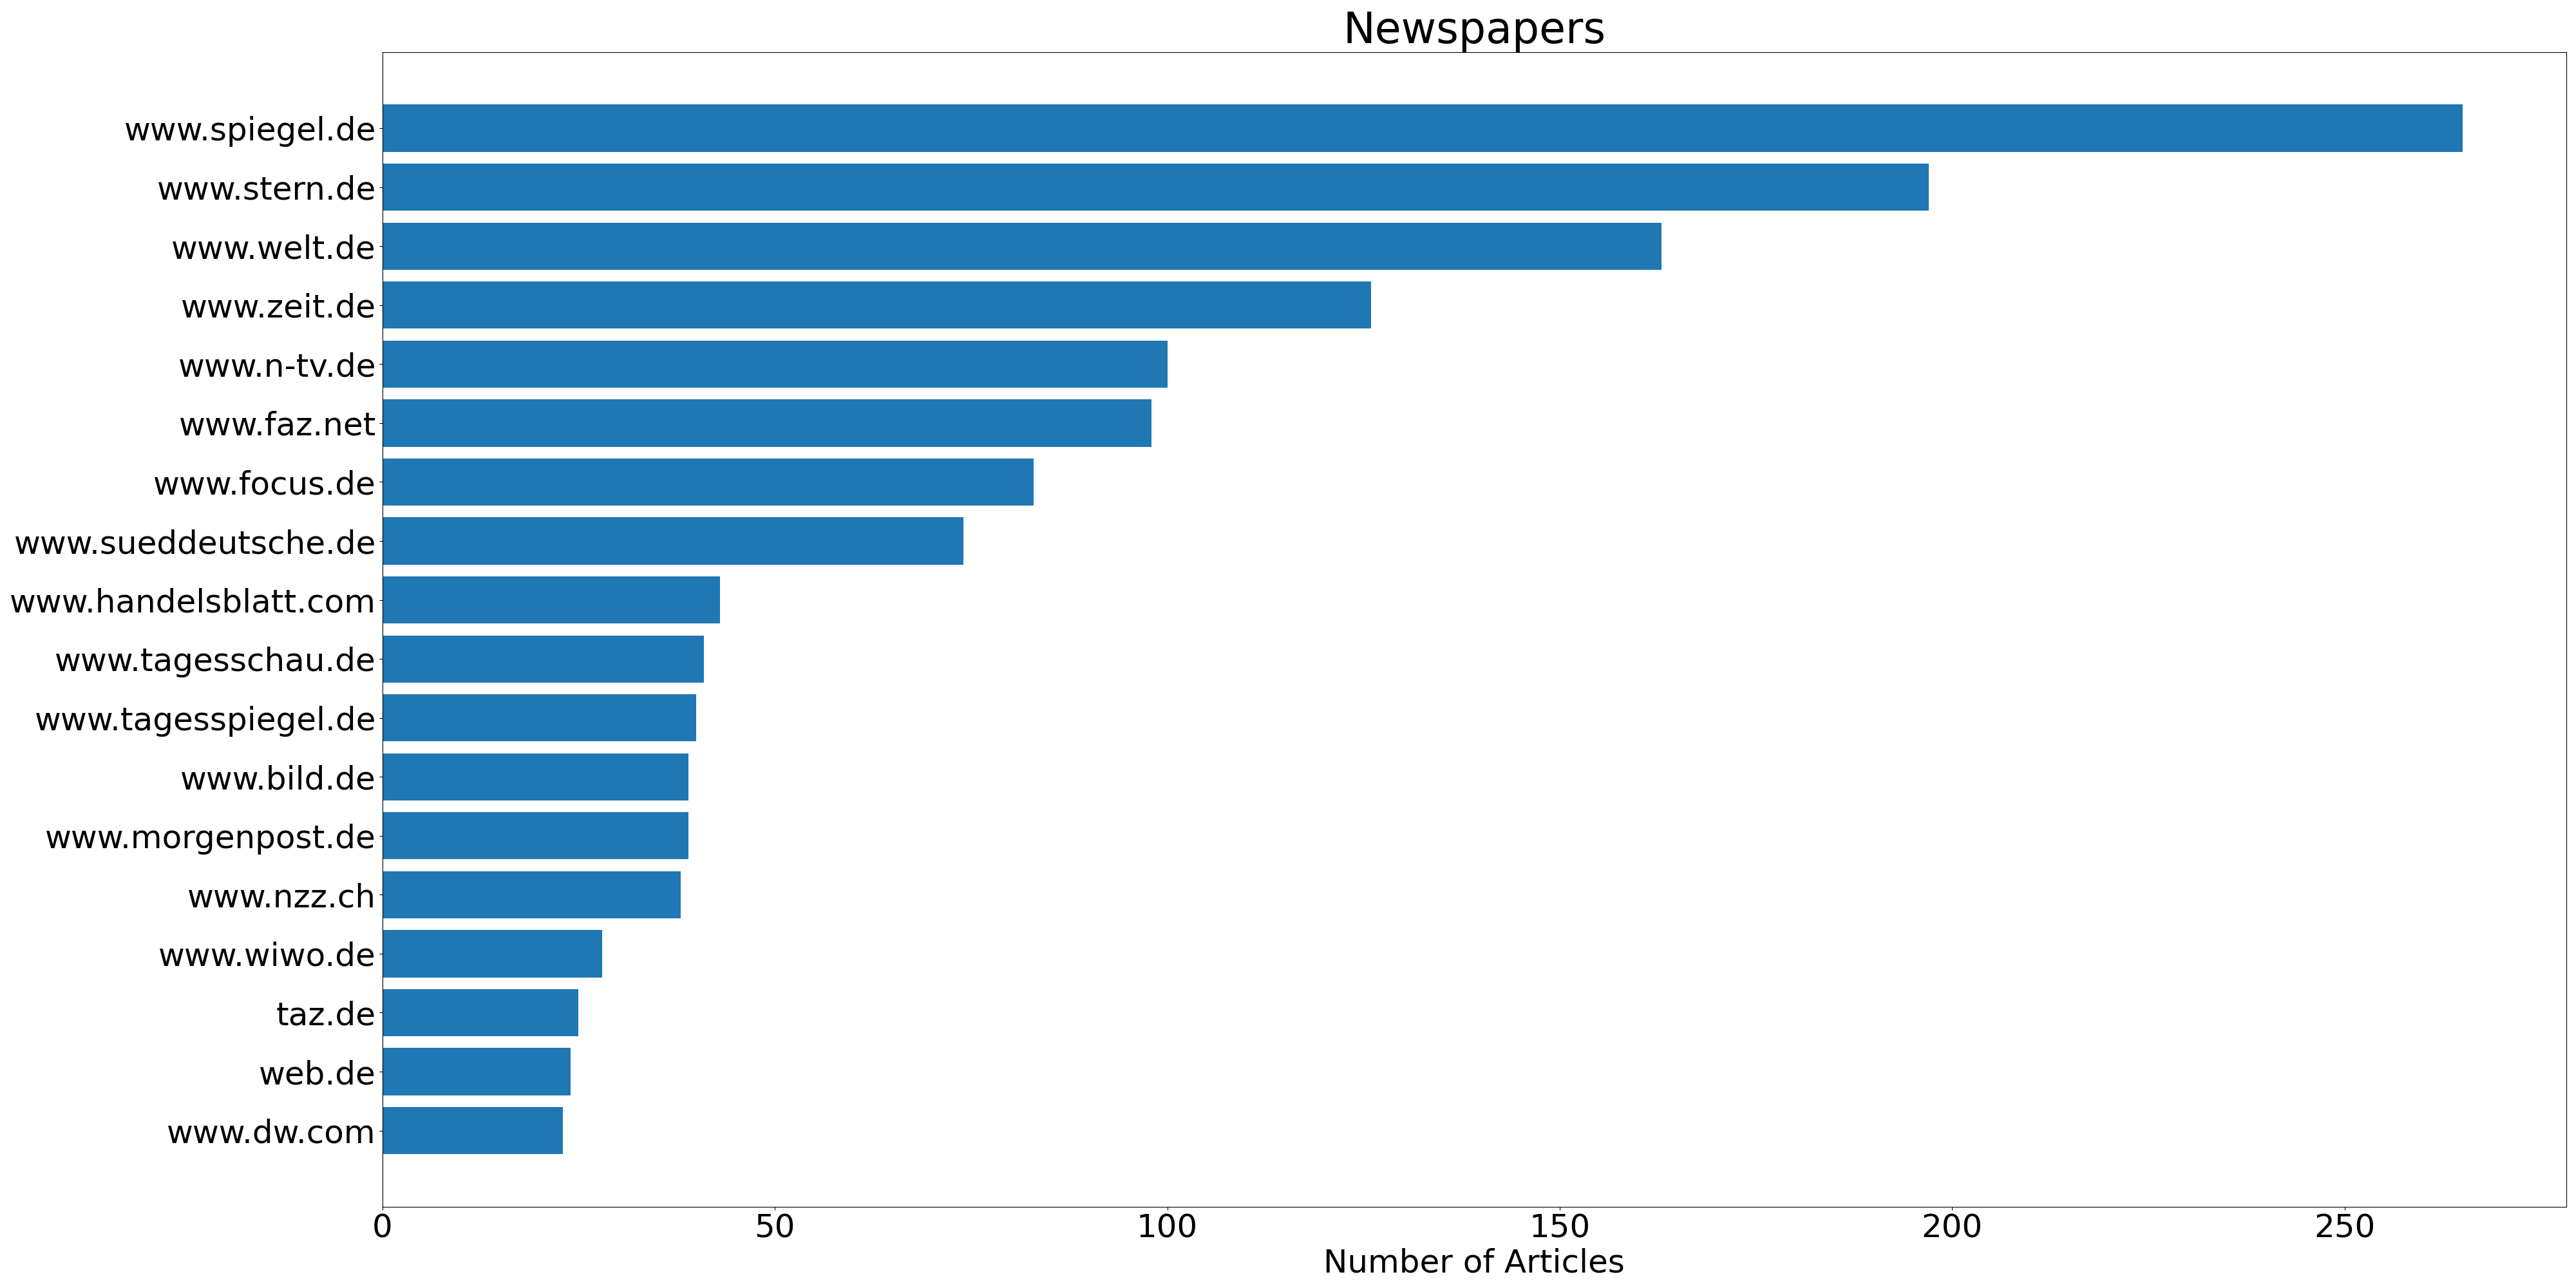 Newspapers
www.spiegel.de
www.stern.de
www.welt.de
www.zeit.de
www.n-tv.de
www.faz.net
www.focus.de
www.sueddeutsche.de
www.handelsblatt.com
www.tagesschau.de
www.tagesspiegel.de
www.bild.de
www.morgenpost.de
www.nzz.ch
www.wiwo.de
taz.de
web.de
www.dw.com
0 50 100 150 200 250
Number of Articles